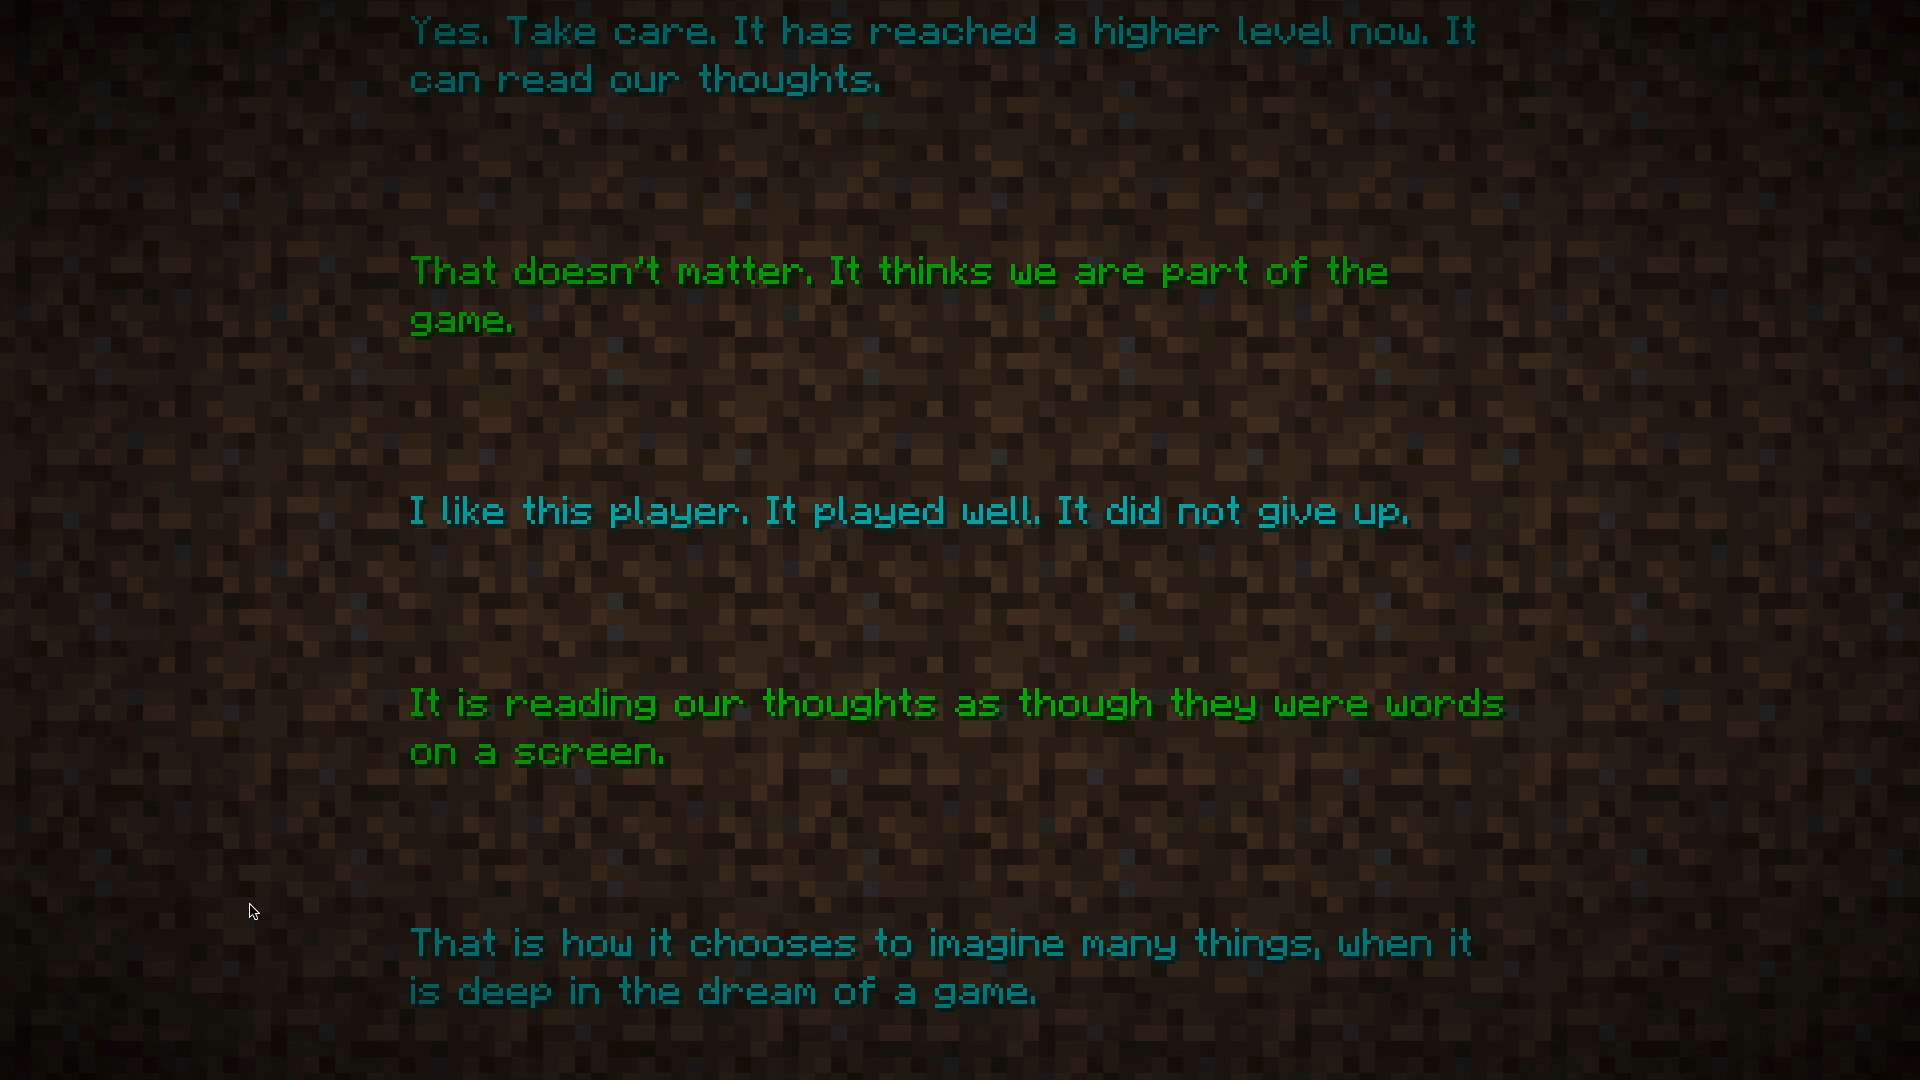 Yes. Take care. It has reached a higher level now. It
can read our thoughts.
That doesn't matter. It thinks we are part of the
game.
I like this player. It played well. It did not give up.
It is reading our thoughts as though they were words
on a screen.
That is how it chooses to imagine many things, when it
is deep in the dream of a game.